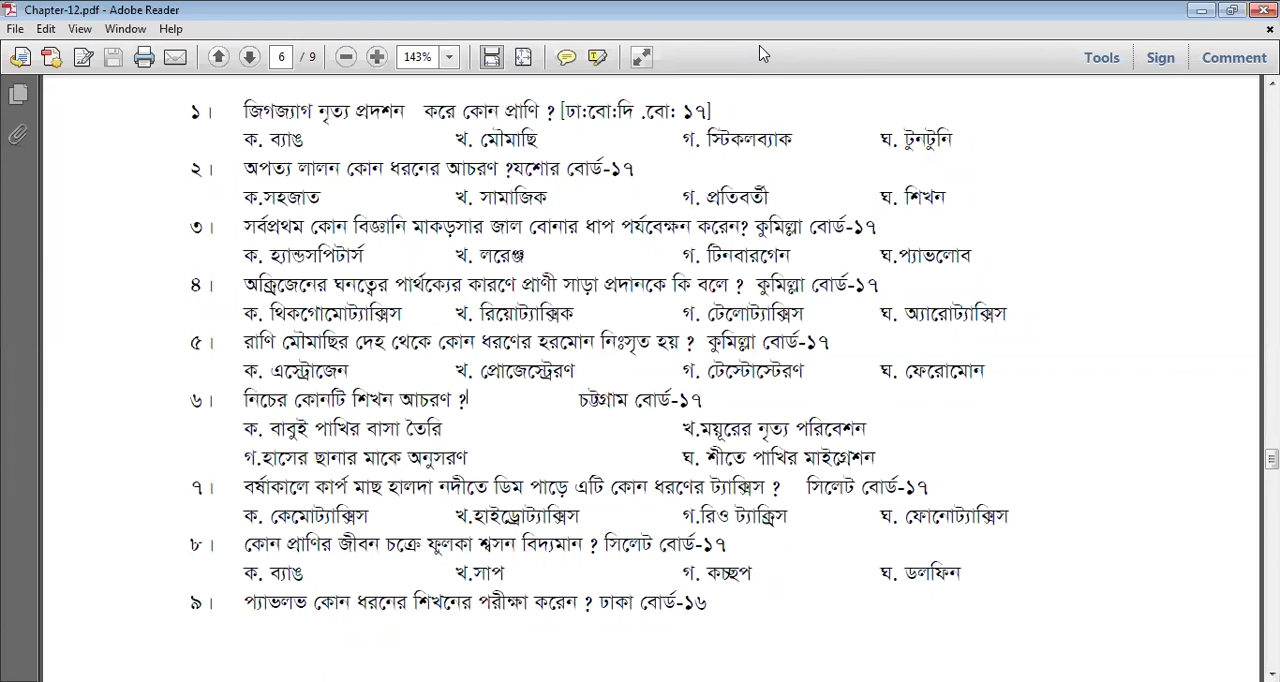 Chapter-12.pdf - Adobe Reader
File Edit View Window Help
6 / 9 143% Tools Sign Comment
১। জিগজ্যাগ নৃত্য প্রদশন করে কোন প্রাণি ? [ঢা:বো:দি .বো: ১৭]
ক. ব্যাঙ খ. মৌমাছি গ. স্টিকলব্যাক ঘ. টুনটুনি
২। অপত্য লালন কোন ধরনের আচরণ ?যশোর বোর্ড-১৭
ক.সহজাত খ. সামাজিক গ. প্রতিবর্তী ঘ. শিখন
৩। সর্বপ্রথম কোন বিজ্ঞানি মাকড়সার জাল বোনার ধাপ পর্যবেক্ষন করেন? কুমিল্লা বোর্ড-১৭
ক. হ্যান্ডসপিটার্স খ. লরেঞ্জ গ. টিনবারগেন ঘ.প্যাভলোব
৪। অক্রিজেনের ঘনত্বের পার্থক্যের কারণে প্রাণী সাড়া প্রদানকে কি বলে ? কুমিল্লা বোর্ড-১৭
ক. থিকগোমোট্যাক্সিস খ. রিয়োট্যাক্সিক গ. টেলোট্যাক্সিস ঘ. অ্যারোট্যাক্সিস
৫। রাণি মৌমাছির দেহ থেকে কোন ধরণের হরমোন নিঃসৃত হয় ? কুমিল্লা বোর্ড-১৭
ক. এস্ট্রোজেন খ. প্রোজেস্ট্রেরণ গ. টেস্টোস্টেরণ ঘ. ফেরোমোন
৬। নিচের কোনটি শিখন আচরণ ? চট্টগ্রাম বোর্ড-১৭
ক. বাবুই পাখির বাসা তৈরি খ.ময়ূরের নৃত্য পরিবেশন
গ.হাসের ছানার মাকে অনুসরণ ঘ. শীতে পাখির মাইগ্রেশন
৭। বর্ষাকালে কার্প মাছ হালদা নদীতে ডিম পাড়ে এটি কোন ধরণের ট্যাক্সিস ? সিলেট বোর্ড-১৭
ক. কেমোট্যাক্সিস খ.হাইড্রোট্যাক্সিস গ.রিও ট্যাক্রিস ঘ. ফোনোট্যাক্সিস
৮। কোন প্রাণির জীবন চক্রে ফুলকা শ্বসন বিদ্যমান ? সিলেট বোর্ড-১৭
ক. ব্যাঙ খ.সাপ গ. কচ্ছপ ঘ. ডলফিন
৯। প্যাভলভ কোন ধরনের শিখনের পরীক্ষা করেন ? ঢাকা বোর্ড-১৬